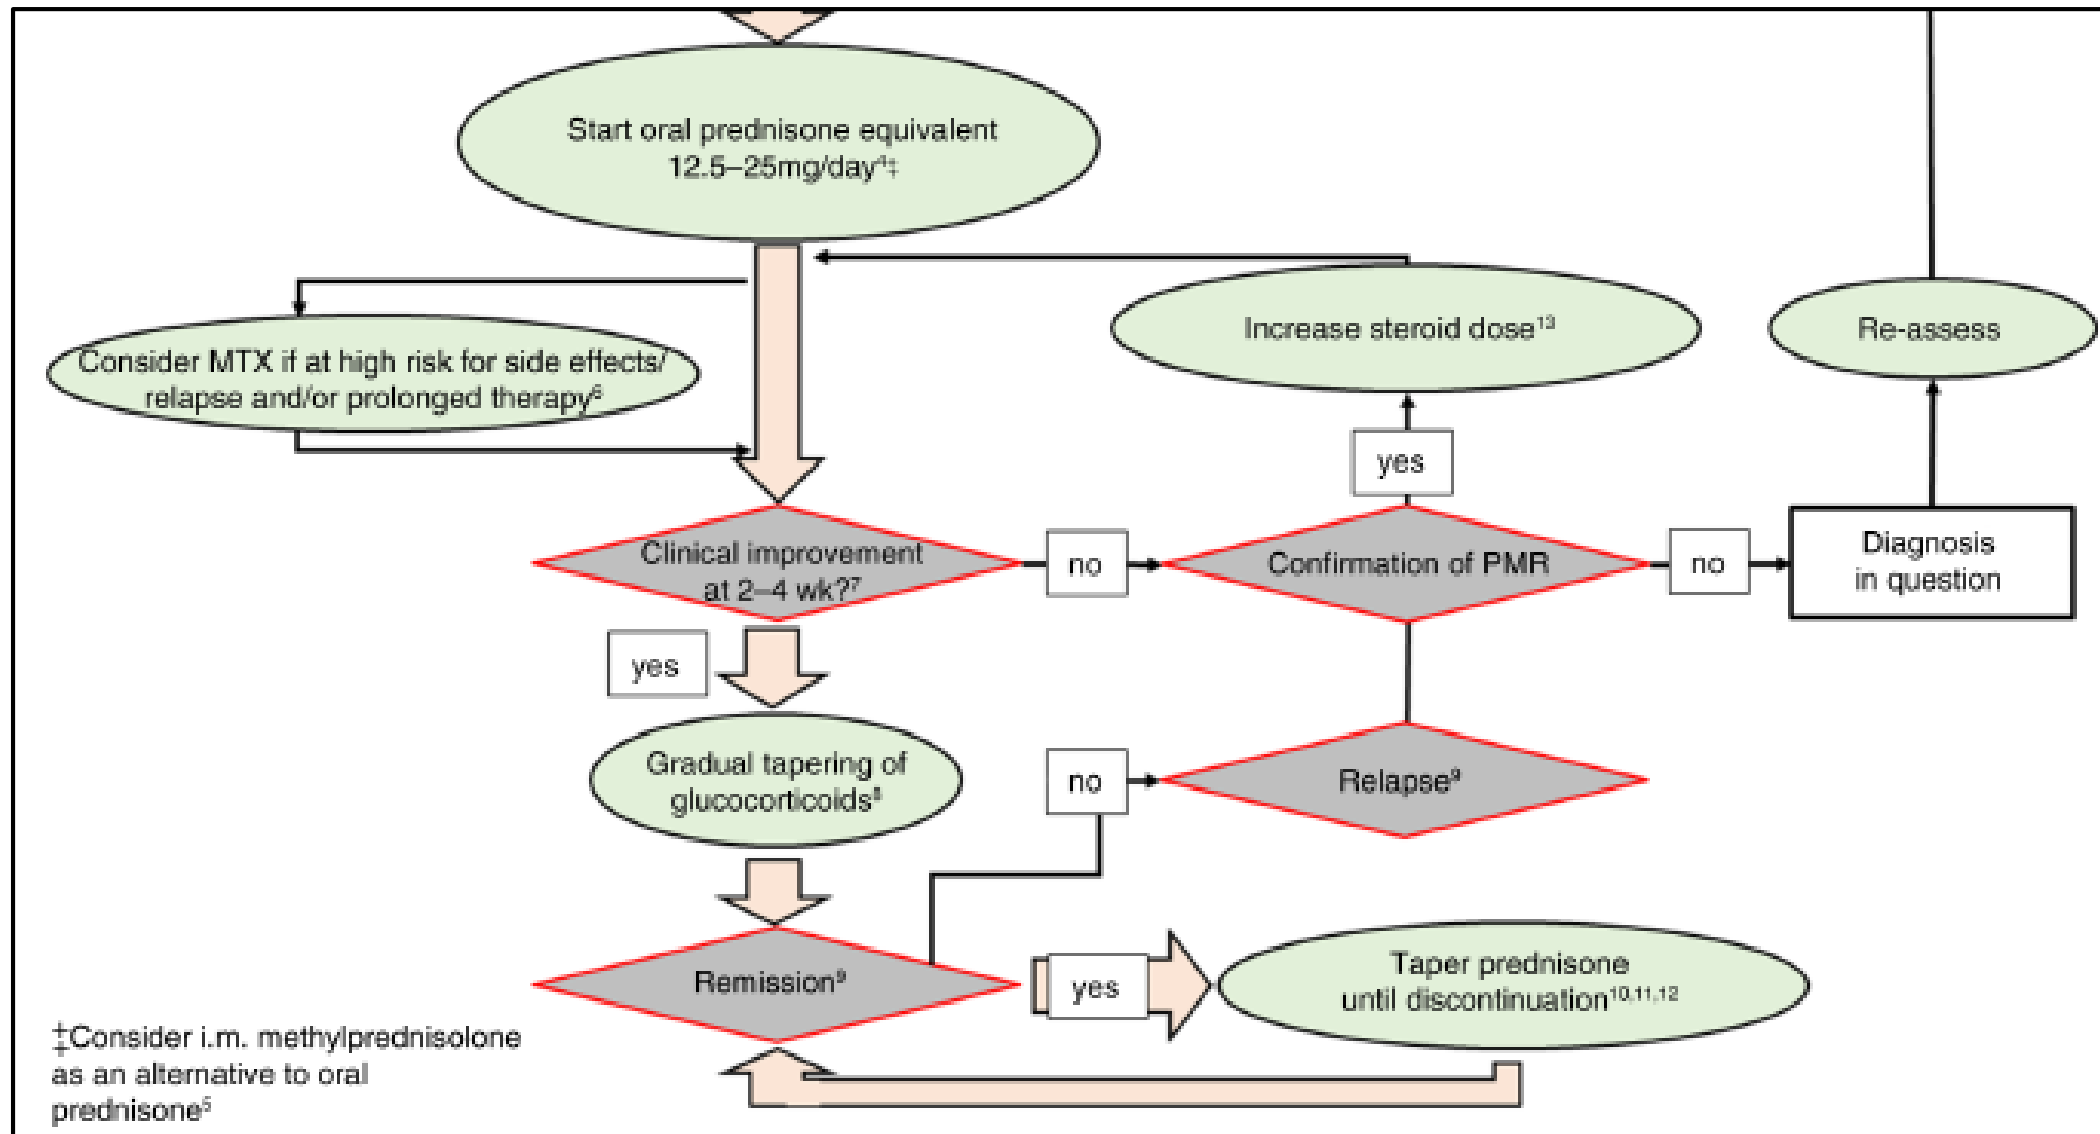 Start oral prednisone equivalent
12.5–25mg/day⁴‡
Consider MTX if at high risk for side effects/
relapse and/or prolonged therapy⁶
Increase steroid dose¹³
Re-assess
yes
Clinical improvement
at 2–4 wk?⁷
no
Confirmation of PMR
no
Diagnosis
in question
yes
Gradual tapering of
glucocorticoids⁸
no
Relapse⁹
Remission⁹
yes
Taper prednisone
until discontinuation¹⁰,¹¹,¹²
‡Consider i.m. methylprednisolone
as an alternative to oral
prednisone⁵